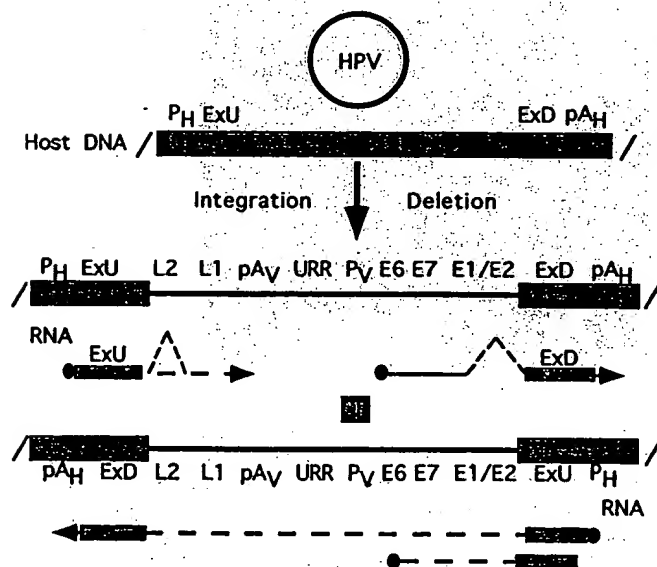 HPV
P_H ExU ExD pA_H
Host DNA / /
Integration Deletion
P_H ExU L2 L1 pA_V URR P_V E6 E7 E1/E2 ExD pA_H
/ /
RNA
ExU ExD
/ /
pA_H ExD L2 L1 pA_V URR P_V E6 E7 E1/E2 ExU P_H
RNA